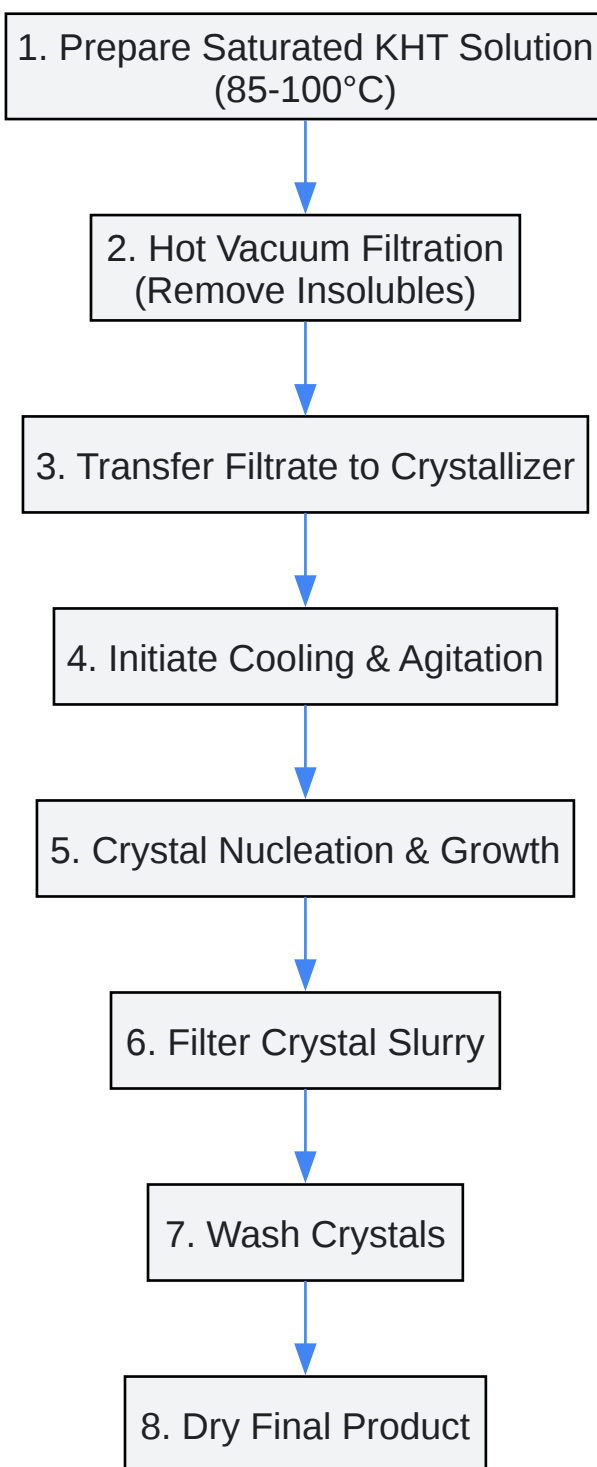 1. Prepare Saturated KHT Solution
(85-100°C)
2. Hot Vacuum Filtration
(Remove Insolubles)
3. Transfer Filtrate to Crystallizer
4. Initiate Cooling & Agitation
5. Crystal Nucleation & Growth
6. Filter Crystal Slurry
7. Wash Crystals
8. Dry Final Product